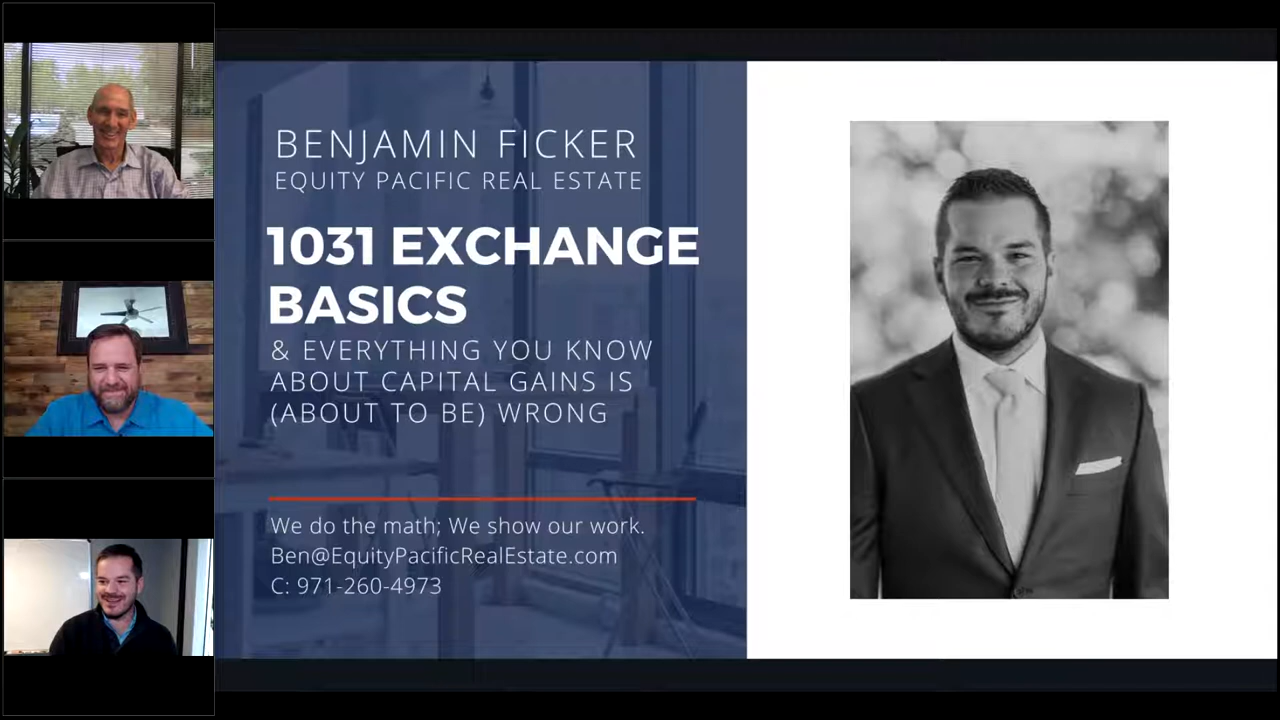 BENJAMIN FICKER
EQUITY PACIFIC REAL ESTATE
1031 EXCHANGE
BASICS
& EVERYTHING YOU KNOW
ABOUT CAPITAL GAINS IS
(ABOUT TO BE) WRONG
We do the math; We show our work.
Ben@EquityPacificRealEstate.com
C: 971-260-4973